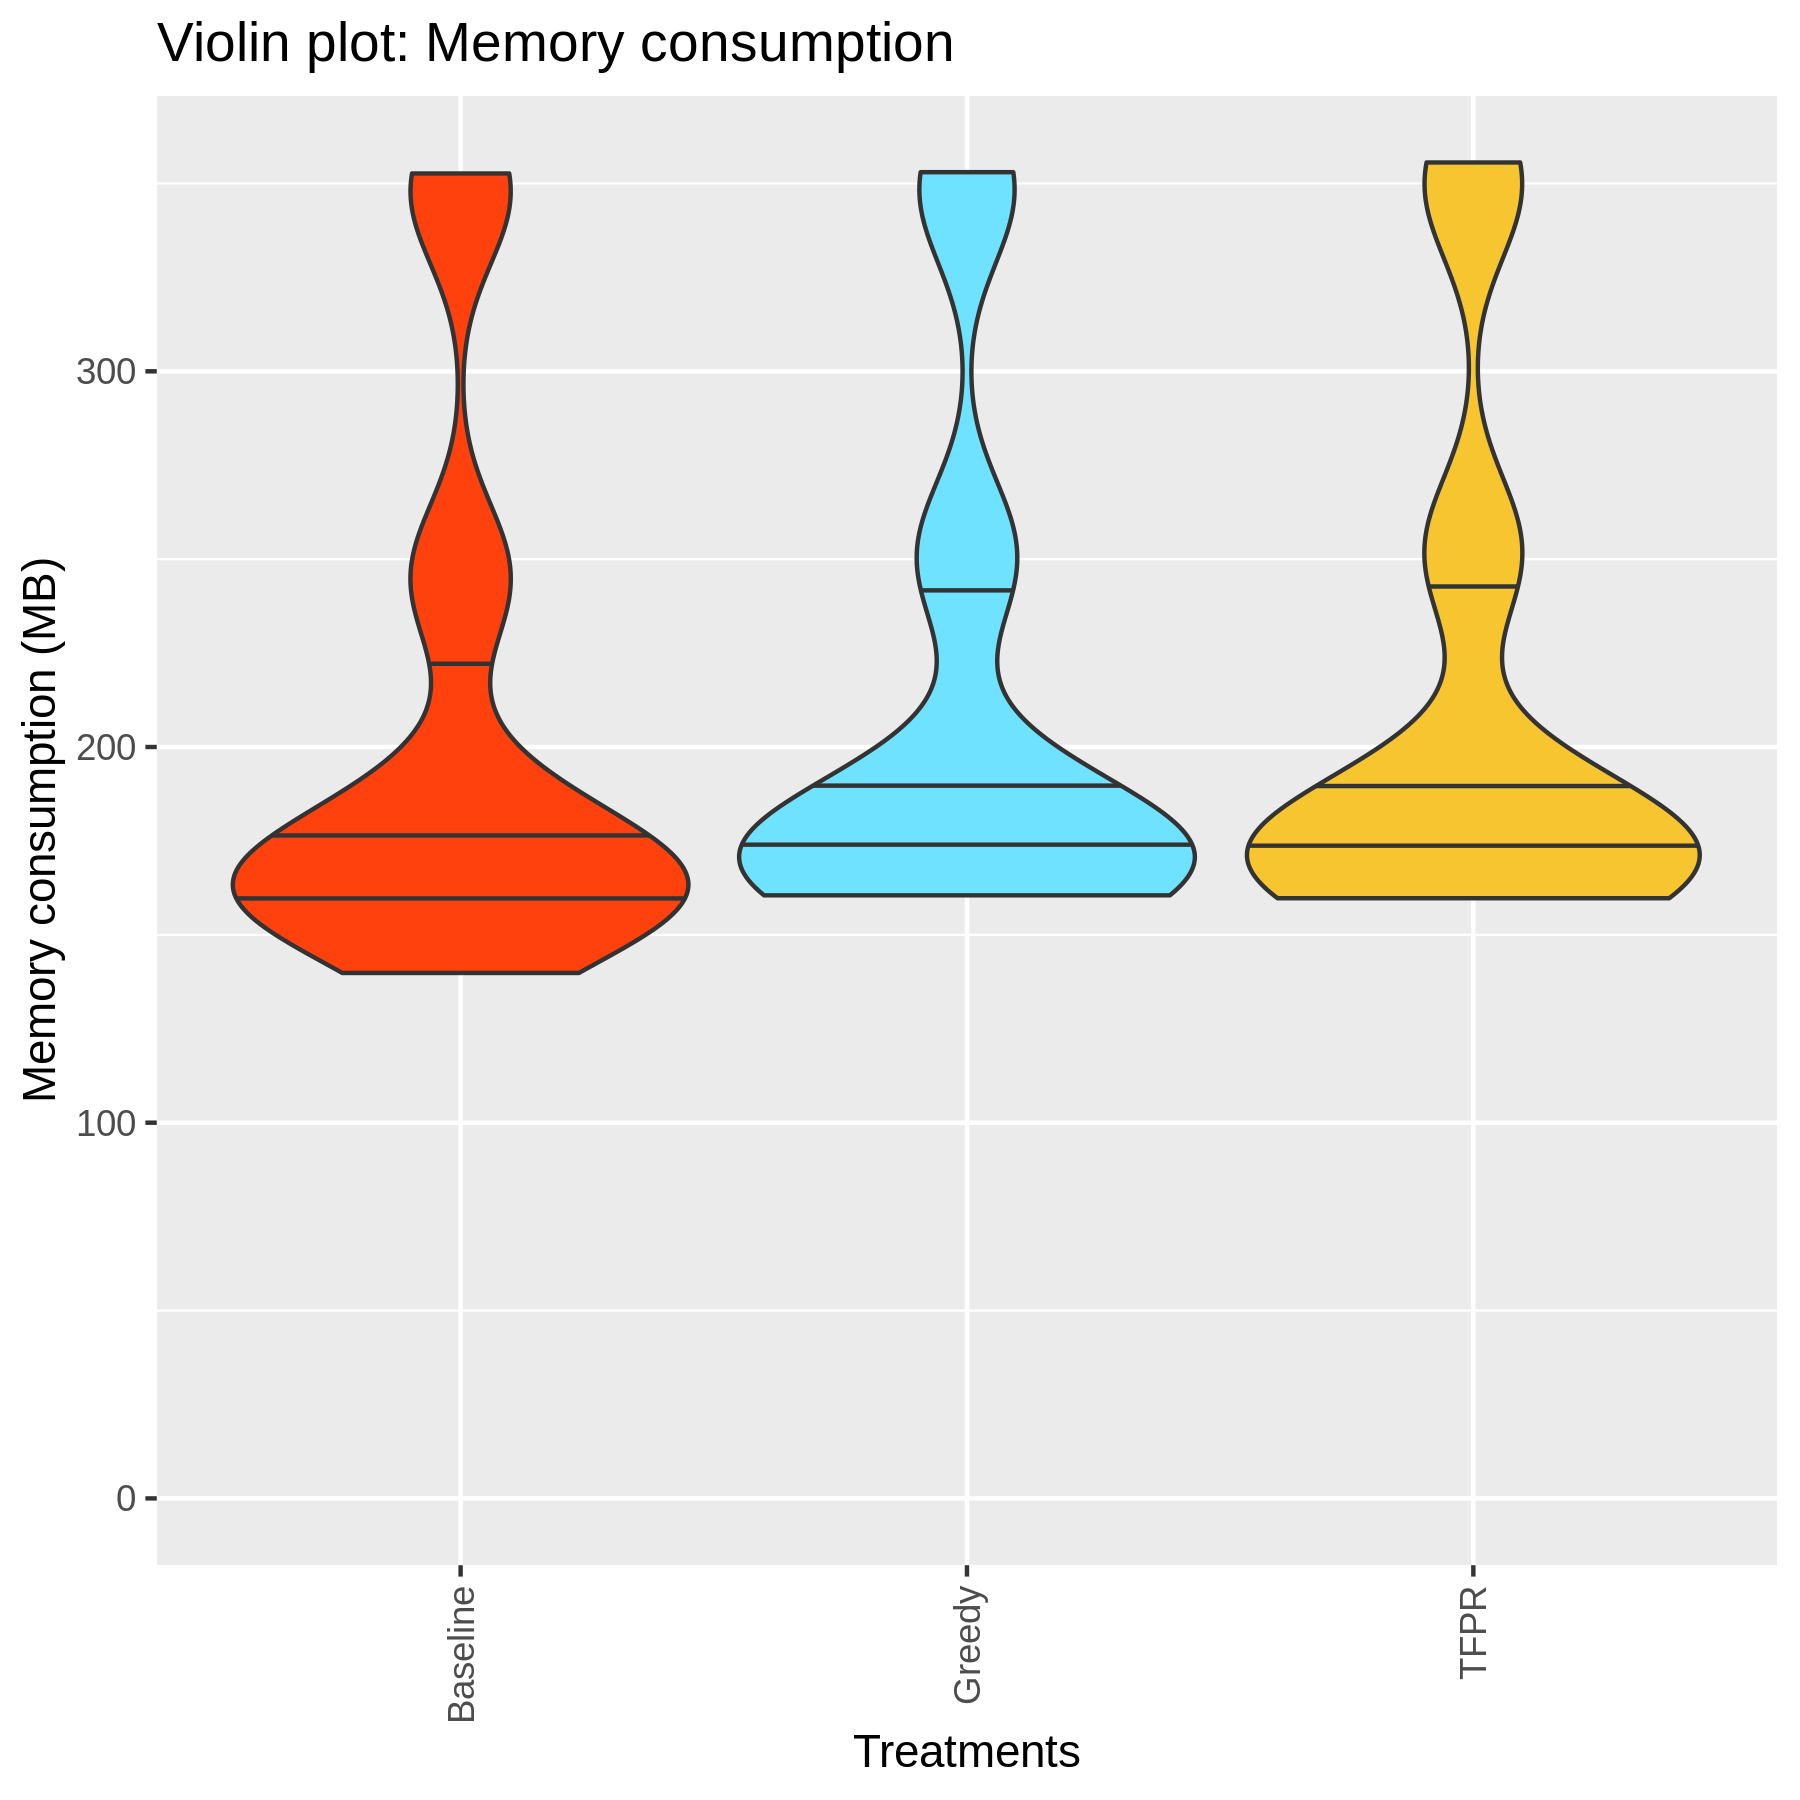 Violin plot: Memory consumption
Memory consumption (MB)
300
200
100
0
Baseline
Greedy
TFPR
Treatments